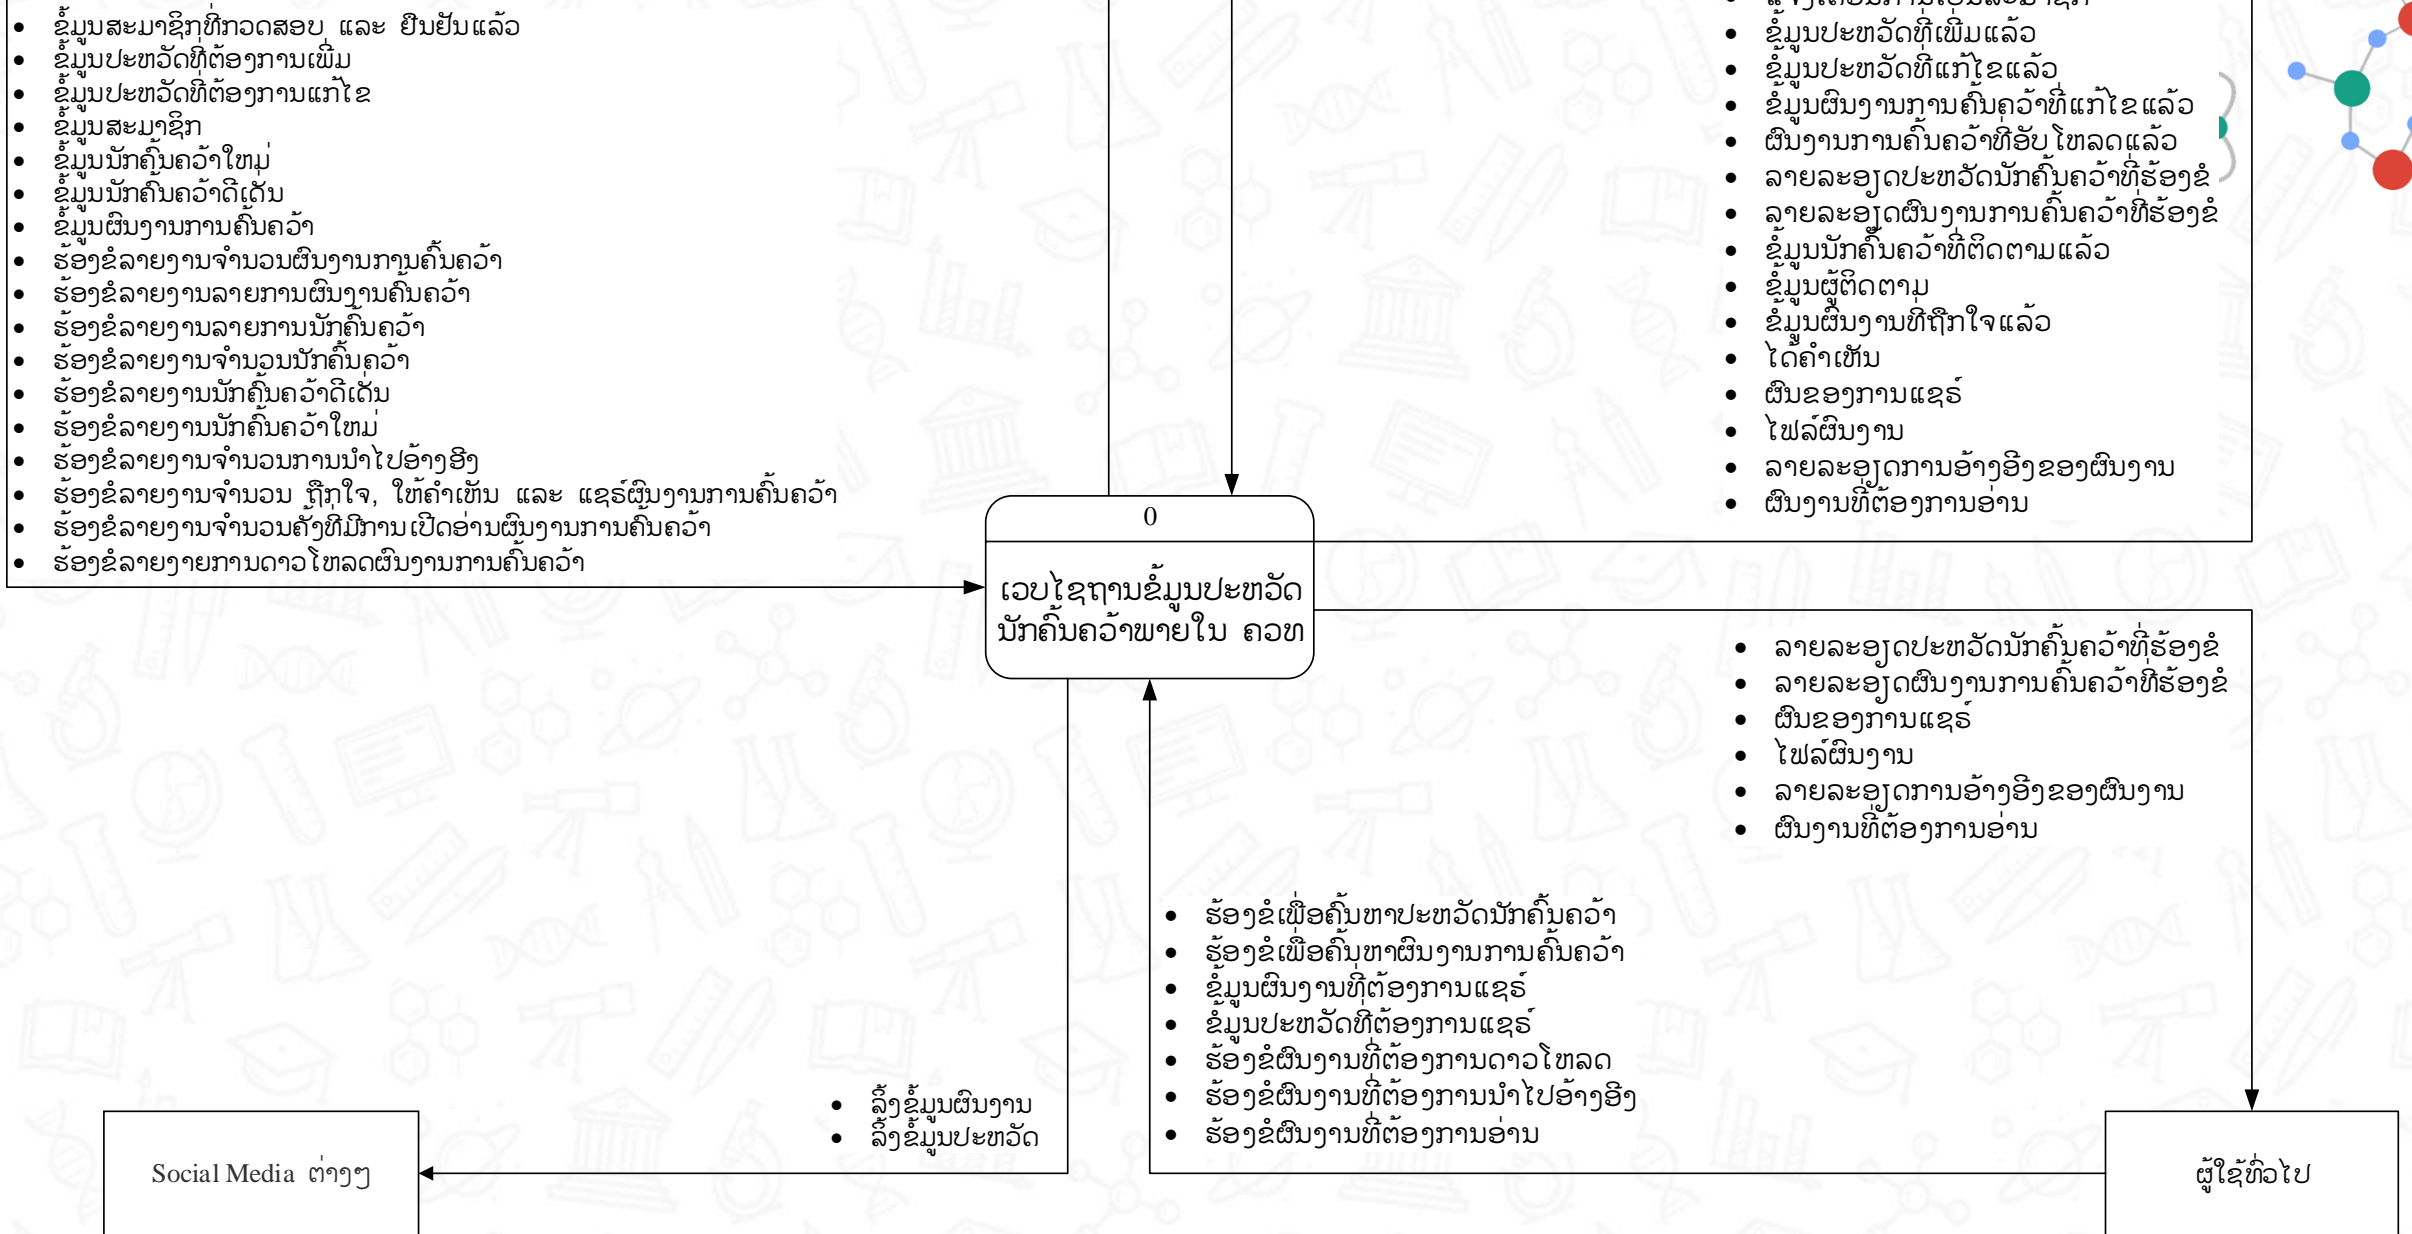 ຂໍ້ມູນສະມາຊິກທີ່ກວດສອບ ແລະ ຢືນຢັນແລ້ວ
ຂໍ້ມູນປະຫວັດທີ່ຕ້ອງການເພີ່ມ
ຂໍ້ມູນປະຫວັດທີ່ຕ້ອງການແກ້ໄຂ
ຂໍ້ມູນສະມາຊິກ
ຂໍ້ມູນນັກຄົ້ນຄວ້າໃຫມ່
ຂໍ້ມູນນັກຄົ້ນຄວ້າດີເດັ່ນ
ຂໍ້ມູນຜົນງານການຄົ້ນຄວ້າ
ຮ້ອງຂໍລາຍງານຈຳນວນຜົນງານການຄົ້ນຄວ້າ
ຮ້ອງຂໍລາຍງານລາຍການຜົນງານຄົ້ນຄວ້າ
ຮ້ອງຂໍລາຍງານລາຍການນັກຄົ້ນຄວ້າ
ຮ້ອງຂໍລາຍງານຈຳນວນນັກຄົ້ນຄວ້າ
ຮ້ອງຂໍລາຍງານນັກຄົ້ນຄວ້າດີເດັ່ນ
ຮ້ອງຂໍລາຍງານນັກຄົ້ນຄວ້າໃຫມ່
ຮ້ອງຂໍລາຍງານຈຳນວນການນຳໄປອ້າງອີງ
ຮ້ອງຂໍລາຍງານຈຳນວນ ຖືກໃຈ, ໃຫ້ຄຳເຫັນ ແລະ ແຊຣ໌ຜົນງານການຄົ້ນຄວ້າ
ຮ້ອງຂໍລາຍງານຈຳນວນຄັ້ງທີ່ມີການເປີດອ່ານຜົນງານການຄົ້ນຄວ້າ
ຮ້ອງຂໍລາຍງາຍການດາວໂຫລດຜົນງານການຄົ້ນຄວ້າ
ຂໍ້ມູນປະຫວັດທີ່ເພີ່ມແລ້ວ
ຂໍ້ມູນປະຫວັດທີ່ແກ້ໄຂແລ້ວ
ຂໍ້ມູນຜົນງານການຄົ້ນຄວ້າທີ່ແກ້ໄຂແລ້ວ
ຜົນງານການຄົ້ນຄວ້າທີ່ອັບໂຫລດແລ້ວ
ລາຍລະອຽດປະຫວັດນັກຄົ້ນຄວ້າທີ່ຮ້ອງຂໍ
ລາຍລະອຽດຜົນງານການຄົ້ນຄວ້າທີ່ຮ້ອງຂໍ
ຂໍ້ມູນນັກຄົ້ນຄວ້າທີ່ຕິດຕາມແລ້ວ
ຂໍ້ມູນຜູ້ຕິດຕາມ
ຂໍ້ມູນຜົນງານທີ່ຖືກໃຈແລ້ວ
ໄດ້ຄຳເຫັນ
ຜົນຂອງການແຊຣ໌
ໄຟລ໌ຜົນງານ
ລາຍລະອຽດການອ້າງອີງຂອງຜົນງານ
ຜົນງານທີ່ຕ້ອງການອ່ານ
0
ເວບໄຊຖານຂໍ້ມູນປະຫວັດ
ນັກຄົ້ນຄວ້າພາຍໃນ ຄວທ
ລາຍລະອຽດປະຫວັດນັກຄົ້ນຄວ້າທີ່ຮ້ອງຂໍ
ລາຍລະອຽດຜົນງານການຄົ້ນຄວ້າທີ່ຮ້ອງຂໍ
ຜົນຂອງການແຊຣ໌
ໄຟລ໌ຜົນງານ
ລາຍລະອຽດການອ້າງອີງຂອງຜົນງານ
ຜົນງານທີ່ຕ້ອງການອ່ານ
ຮ້ອງຂໍເພື່ອຄົ້ນຫາປະຫວັດນັກຄົ້ນຄວ້າ
ຮ້ອງຂໍເພື່ອຄົ້ນຫາຜົນງານການຄົ້ນຄວ້າ
ຂໍ້ມູນຜົນງານທີ່ຕ້ອງການແຊຣ໌
ຂໍ້ມູນປະຫວັດທີ່ຕ້ອງການແຊຣ໌
ຮ້ອງຂໍຜົນງານທີ່ຕ້ອງການດາວໂຫລດ
ຮ້ອງຂໍຜົນງານທີ່ຕ້ອງການນຳໄປອ້າງອີງ
ຮ້ອງຂໍຜົນງານທີ່ຕ້ອງການອ່ານ
ລິ້ງຂໍ້ມູນຜົນງານ
ລິ້ງຂໍ້ມູນປະຫວັດ
Social Media ຕ່າງໆ
ຜູ້ໃຊ້ທົ່ວໄປ